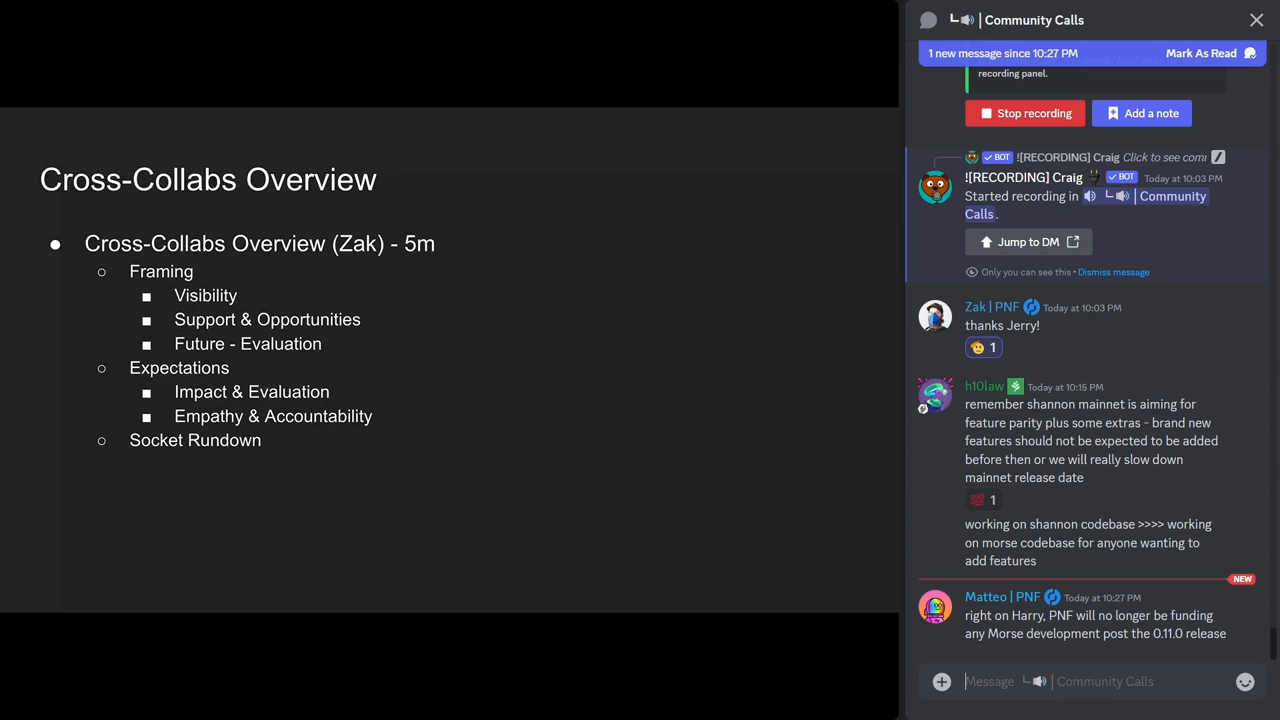 Cross-Collabs Overview
● Cross-Collabs Overview (Zak) - 5m
○ Framing
■ Visibility
■ Support & Opportunities
■ Future - Evaluation
○ Expectations
■ Impact & Evaluation
■ Empathy & Accountability
○ Socket Rundown
| Community Calls
1 new message since 10:27 PM Mark As Read
recording panel.
Stop recording Add a note
BOT ![RECORDING] Craig Click to see comm
![RECORDING] Craig BOT Today at 10:03 PM
Started recording in | Community
Calls.
Jump to DM
Only you can see this • Dismiss message
Zak | PNF Today at 10:03 PM
thanks Jerry!
1
h10law Today at 10:15 PM
remember shannon mainnet is aiming for
feature parity plus some extras - brand new
features should not be expected to be added
before then or we will really slow down
mainnet release date
💯 1
working on shannon codebase >>>> working
on morse codebase for anyone wanting to
add features
NEW
Matteo | PNF Today at 10:27 PM
right on Harry, PNF will no longer be funding
any Morse development post the 0.11.0 release
Message | Community Calls